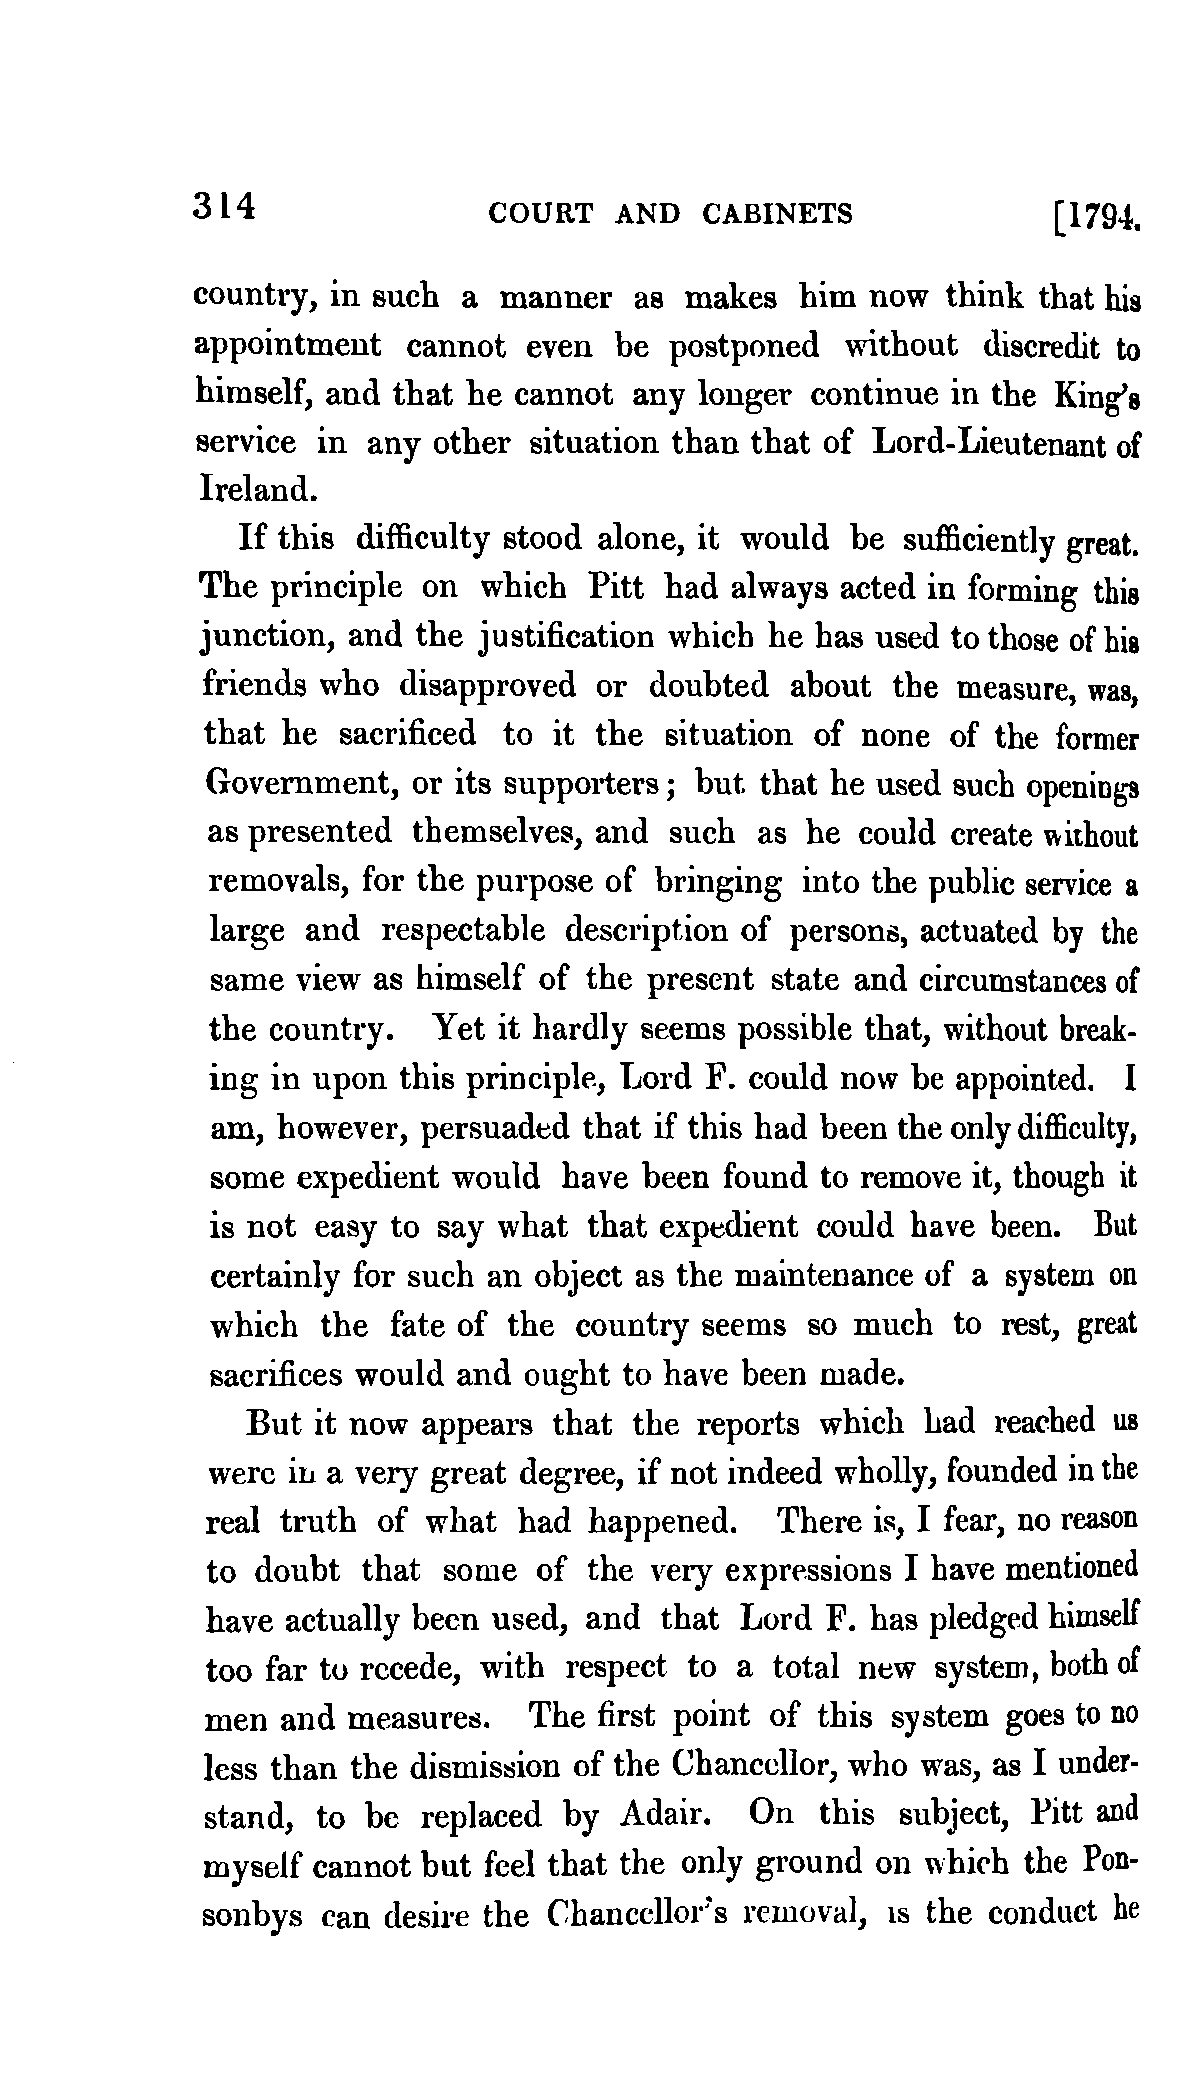 314 COURT AND CABINETS [1794.
country, in such a manner as makes him now think that his
appointment cannot even be postponed without discredit to
himself, and that he cannot any longer continue in the King's
service in any other situation than that of Lord-Lieutenant of
Ireland.
If this difficulty stood alone, it would be sufficiently great.
The principle on which Pitt had always acted in forming this
junction, and the justification which he has used to those of his
friends who disapproved or doubted about the measure, was,
that he sacrificed to it the situation of none of the former
Government, or its supporters; but that he used such openings
as presented themselves, and such as he could create without
removals, for the purpose of bringing into the public service a
large and respectable description of persons, actuated by the
same view as himself of the present state and circumstances of
the country. Yet it hardly seems possible that, without break-
ing in upon this principle, Lord F. could now be appointed. I
am, however, persuaded that if this had been the only difficulty,
some expedient would have been found to remove it, though it
is not easy to say what that expedient could have been. But
certainly for such an object as the maintenance of a system on
which the fate of the country seems so much to rest, great
sacrifices would and ought to have been made.
But it now appears that the reports which had reached us
were in a very great degree, if not indeed wholly, founded in the
real truth of what had happened. There is, I fear, no reason
to doubt that some of the very expressions I have mentioned
have actually been used, and that Lord F. has pledged himself
too far to recede, with respect to a total new system, both of
men and measures. The first point of this system goes to no
less than the dismission of the Chancellor, who was, as I under-
stand, to be replaced by Adair. On this subject, Pitt and
myself cannot but feel that the only ground on which the Pon-
sonbys can desire the Chancellor's removal, is the conduct he